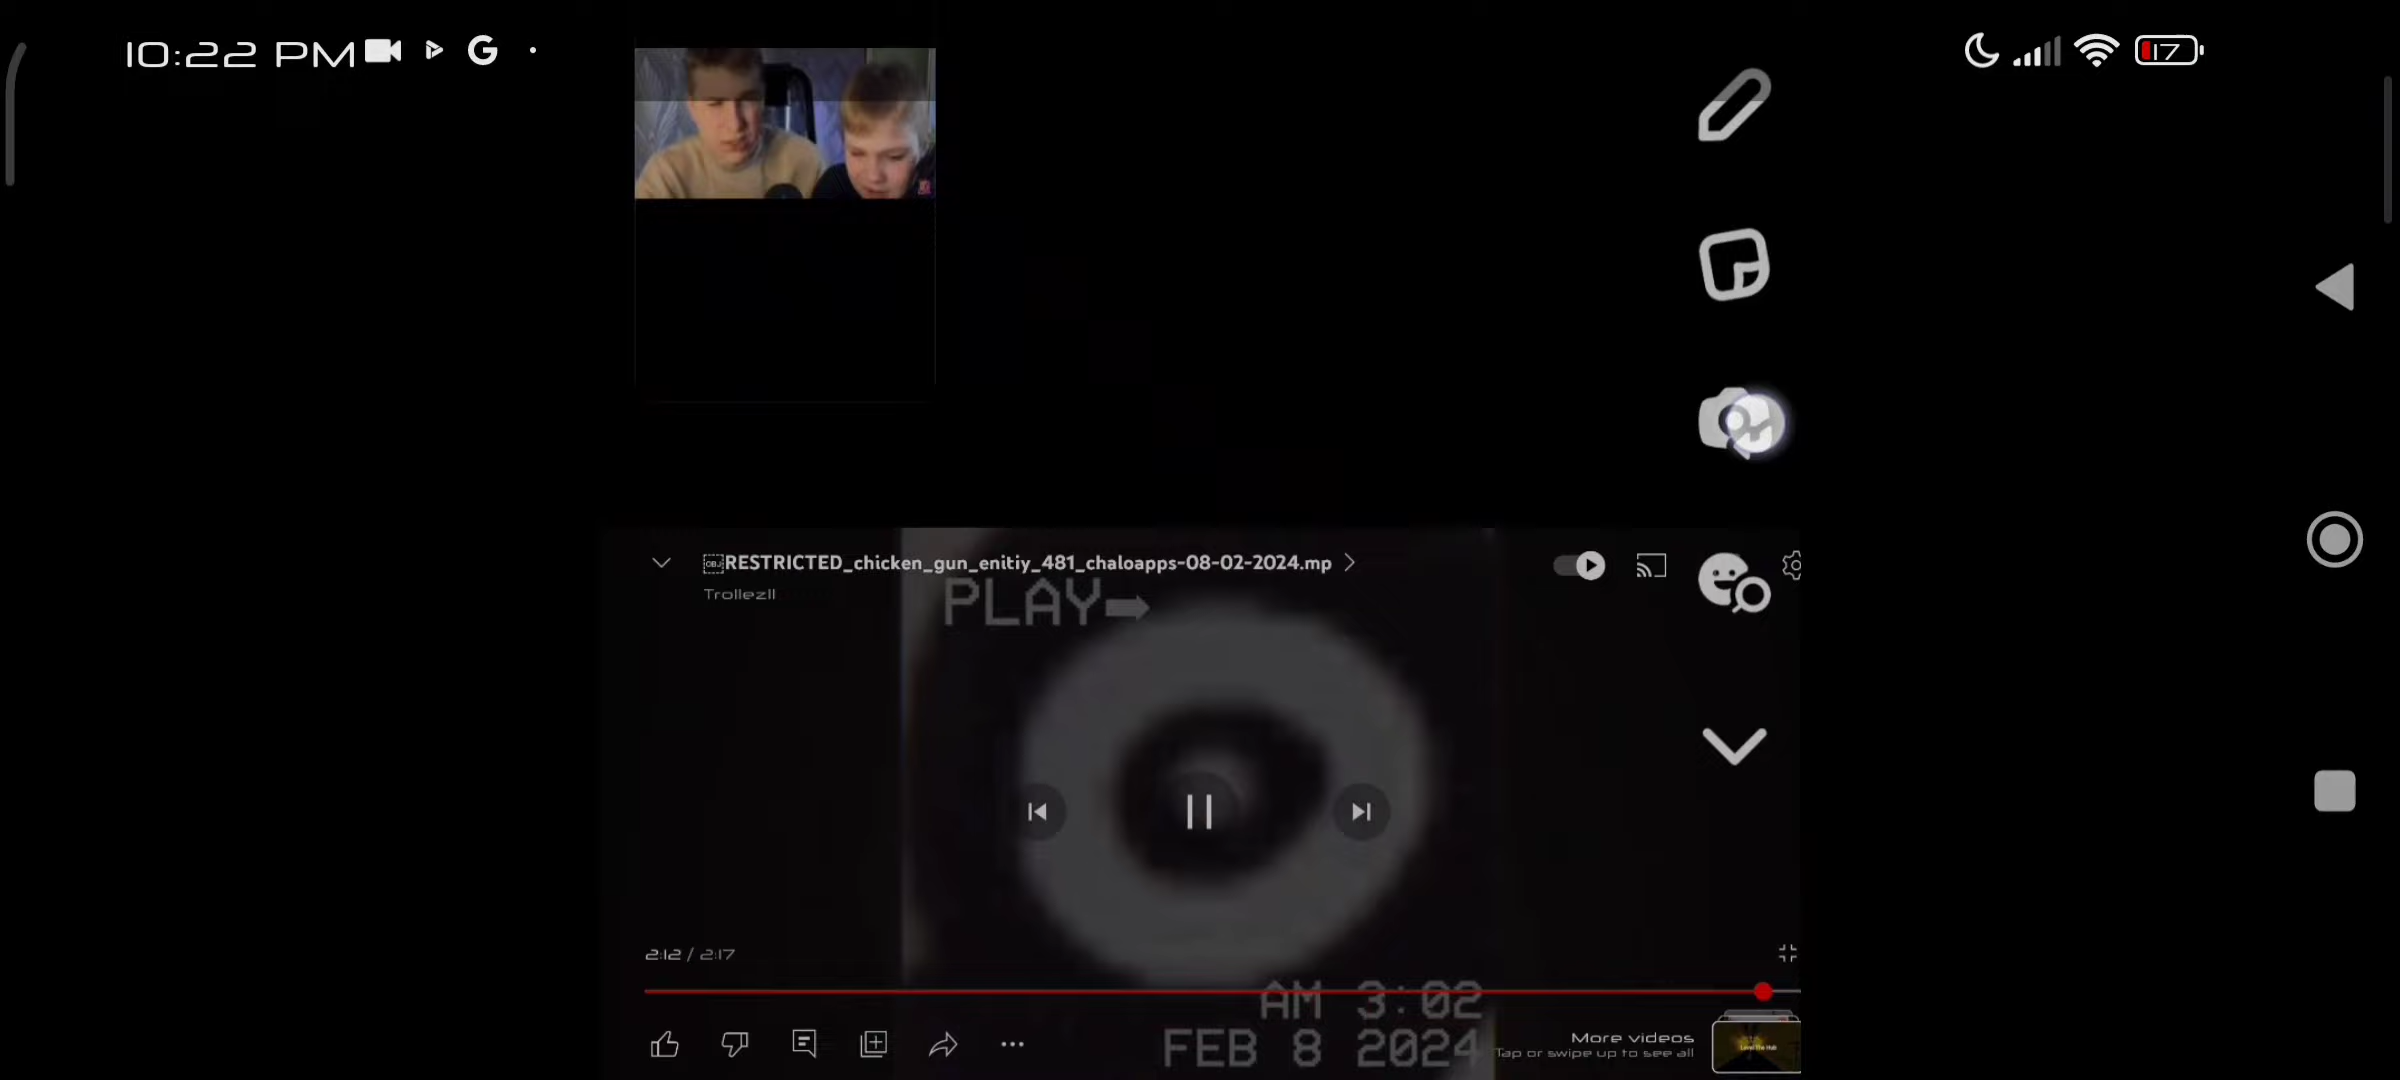 10:22 PM
17
RESTRICTED_chicken_gun_enitiy_481_chaloapps-08-02-2024.mp
Trollezll
PLAY
2:12 / 2:17
AM 3:02
FEB 8 2024
More videos
Tap or swipe up to see all